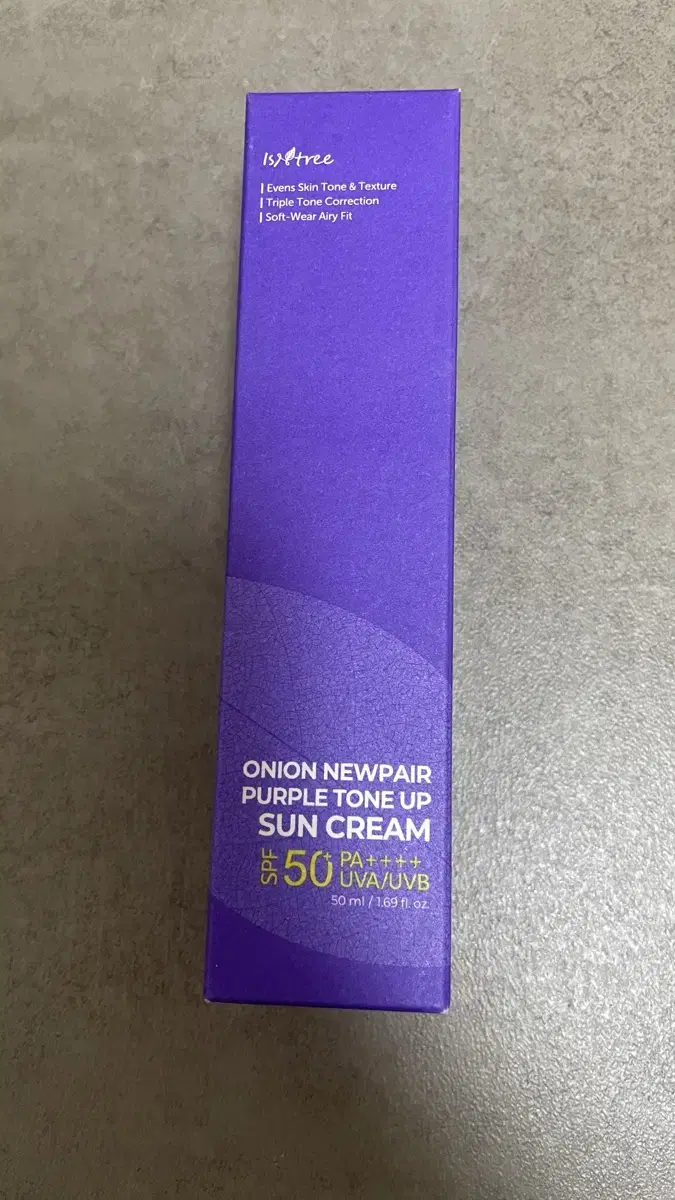 Isntree
Evens Skin Tone & Texture
Triple Tone Correction
Soft-Wear Airy Fit
ONION NEWPAIR
PURPLE TONE UP
SUN CREAM
SPF 50+ PA++++
UVA/UVB
50 ml / 1.69 fl. oz.